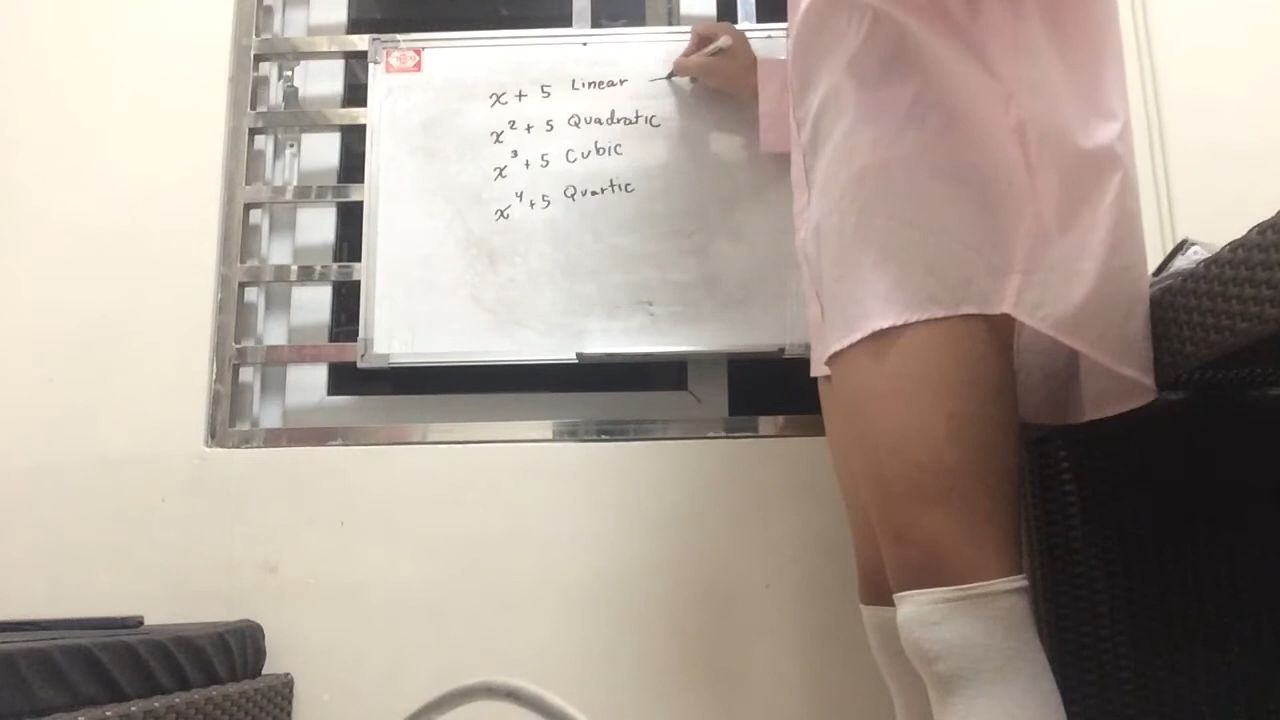 x + 5 Linear
x² + 5 Quadratic
x³ + 5 Cubic
x⁴ + 5 Quartic